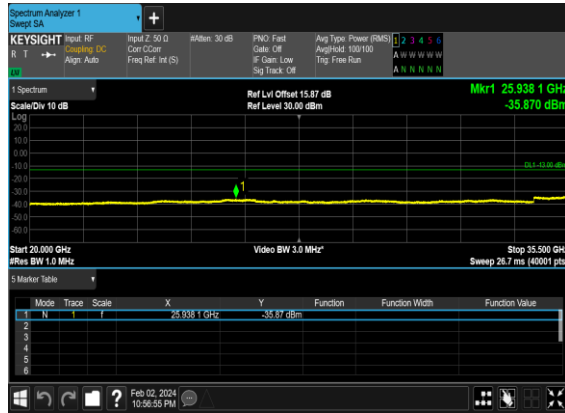 Spectrum Analyzer 1
Swept SA
+
KEYSIGHT Input: RF Input Z: 50 Ω #Atten: 30 dB PNO: Fast Avg Type: Power (RMS) 1 2 3 4 5 6
R T Coupling: DC Corr CCorr Gate: Off Avg|Hold: 100/100 A W W W W W
Align: Auto Freq Ref: Int (S) IF Gain: Low Trig: Free Run
Sig Track: Off A N N N N N
1 Spectrum Ref Lvl Offset 15.87 dB Mkr1 25.938 1 GHz
Scale/Div 10 dB Ref Level 30.00 dBm -35.870 dBm
Log
20.0
10.0
0.00
-10.0
DL1 -13.00 dBm
-20.0
1
-30.0
-40.0
-50.0
-60.0
Start 20.000 GHz Video BW 3.0 MHz* Stop 35.500 GHz
#Res BW 1.0 MHz Sweep 26.7 ms (40001 pts)
5 Marker Table
Mode Trace Scale X Y Function Function Width Function Value
1 N 1 f 25.938 1 GHz -35.87 dBm
2
3
4
5
6
? Feb 02, 2024
10:56:55 PM